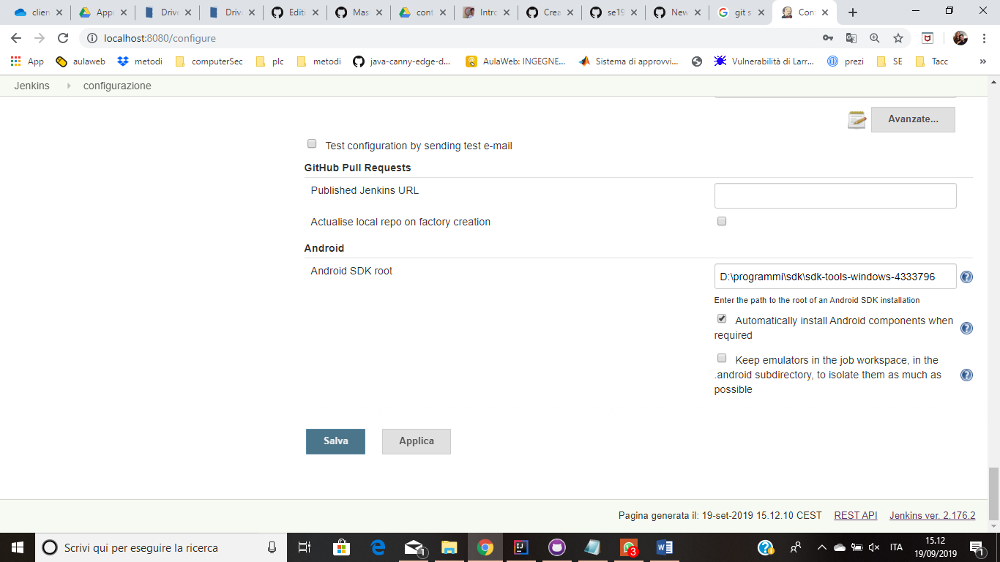 clien
Appr
Drive
Drive
Editi
Mas
cont
Intro
Crea
se19
New
git s
Con
localhost:8080/configure
App
aulaweb
metodi
computerSec
plc
metodi
java-canny-edge-d...
AulaWeb: INGEGNE...
Sistema di approvvi...
Vulnerabilità di Larr...
prezi
SE
Tacc
»
Jenkins
configurazione
Avanzate...
Test configuration by sending test e-mail
GitHub Pull Requests
Published Jenkins URL
Actualise local repo on factory creation
Android
Android SDK root
D:\programmi\sdk\sdk-tools-windows-4333796
Enter the path to the root of an Android SDK installation
Automatically install Android components when
required
Keep emulators in the job workspace, in the
.android subdirectory, to isolate them as much as
possible
Salva
Applica
Pagina generata il: 19-set-2019 15.12.10 CEST
REST API
Jenkins ver. 2.176.2
Scrivi qui per eseguire la ricerca
1
3
ITA
15.12
19/09/2019
1